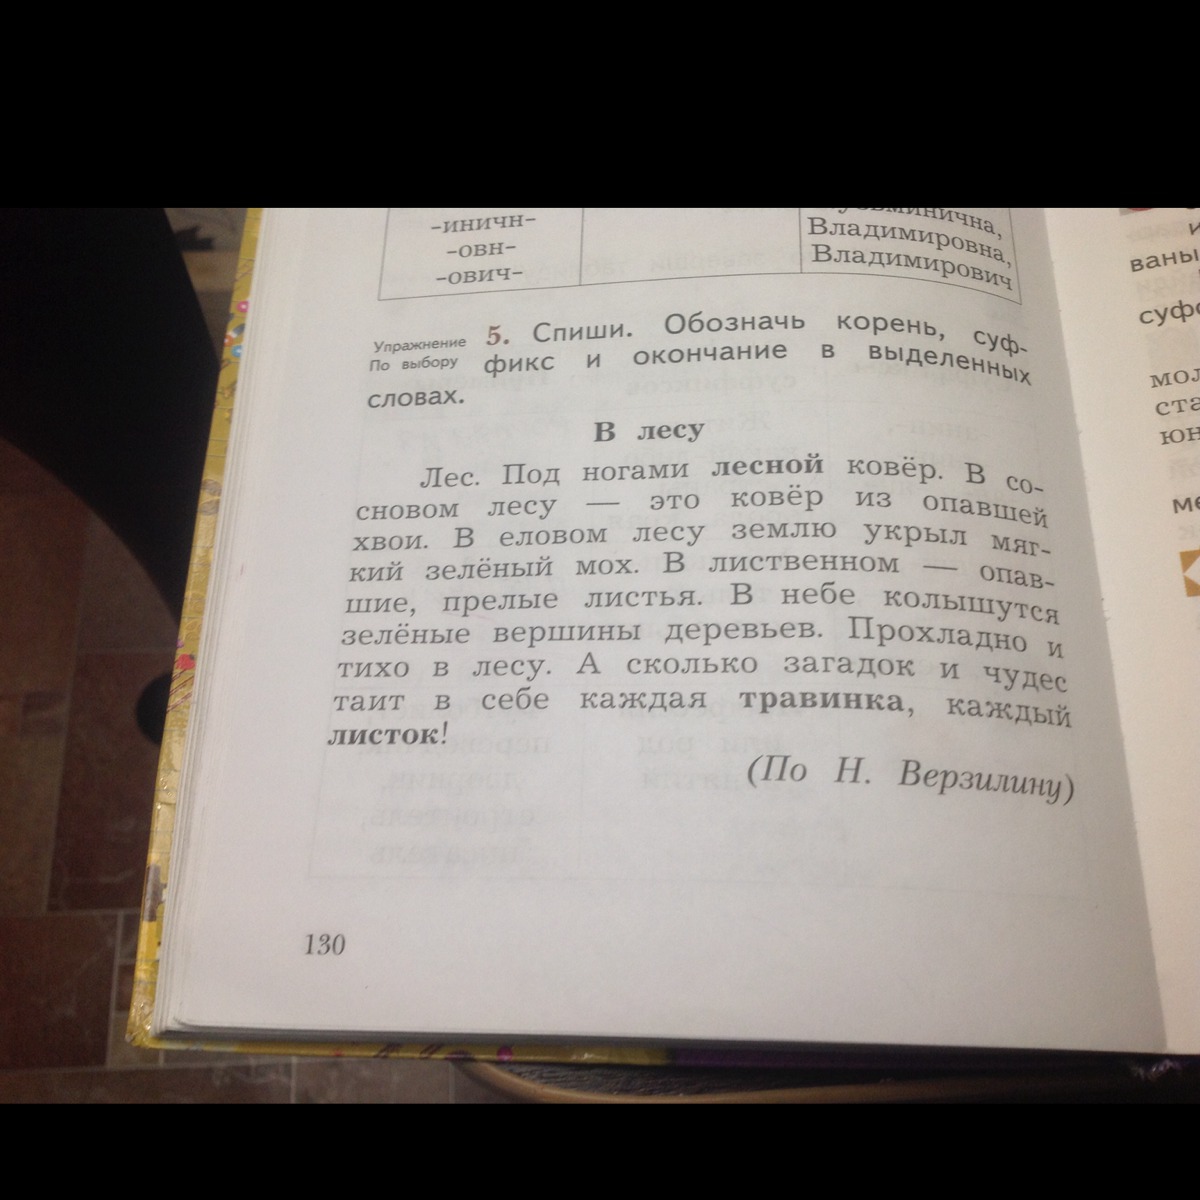 -иничн-
-овн-
-ович-
Владимировна,
Владимирович
Упражнение
По выбору
5. Спиши. Обозначь корень, суф-
фикс и окончание в выделенных
словах.
В лесу
Лес. Под ногами лесной ковёр. В со-
сновом лесу — это ковёр из опавшей
хвои. В еловом лесу землю укрыл мяг-
кий зелёный мох. В лиственном — опав-
шие, прелые листья. В небе колышутся
зелёные вершины деревьев. Прохладно и
тихо в лесу. А сколько загадок и чудес
таит в себе каждая травинка, каждый
листок!
(По Н. Верзилину)
130